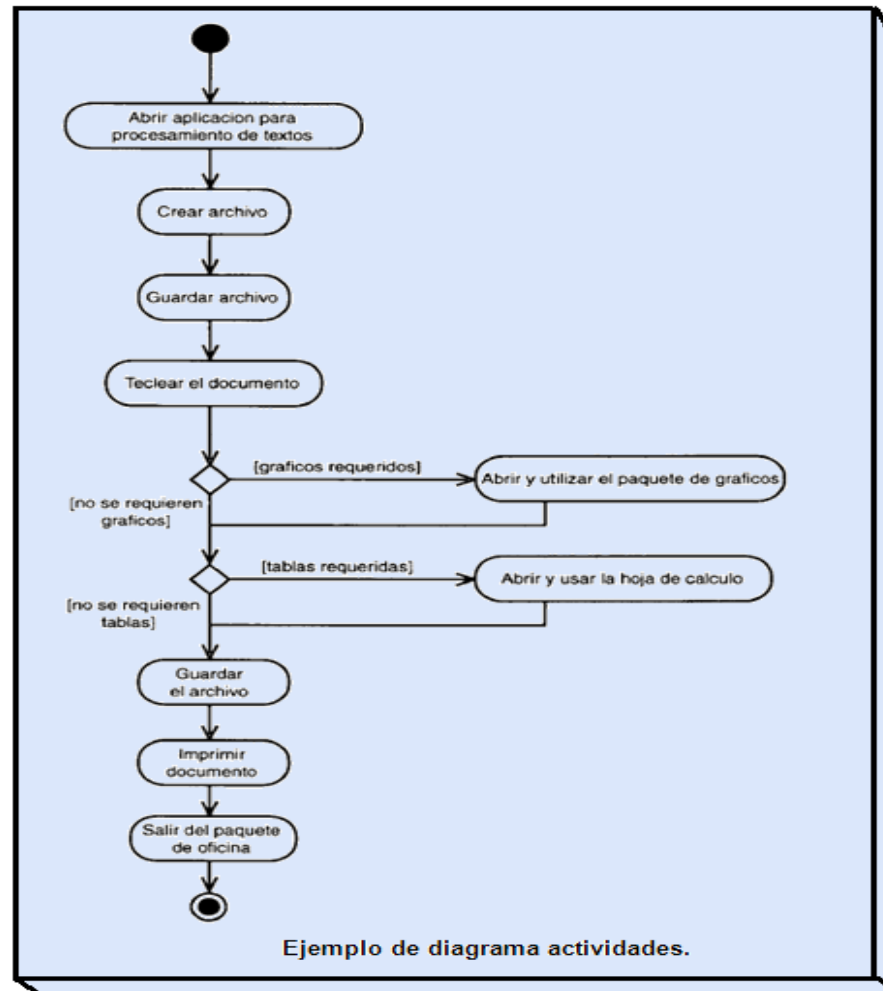 Abrir aplicacion para
procesamiento de textos
Crear archivo
Guardar archivo
Teclear el documento
[graficos requeridos]
Abrir y utilizar el paquete de graficos
[no se requieren
graficos]
[tablas requeridas]
Abrir y usar la hoja de calculo
[no se requieren
tablas]
Guardar
el archivo
Imprimir
documento
Salir del paquete
de oficina
Ejemplo de diagrama actividades.